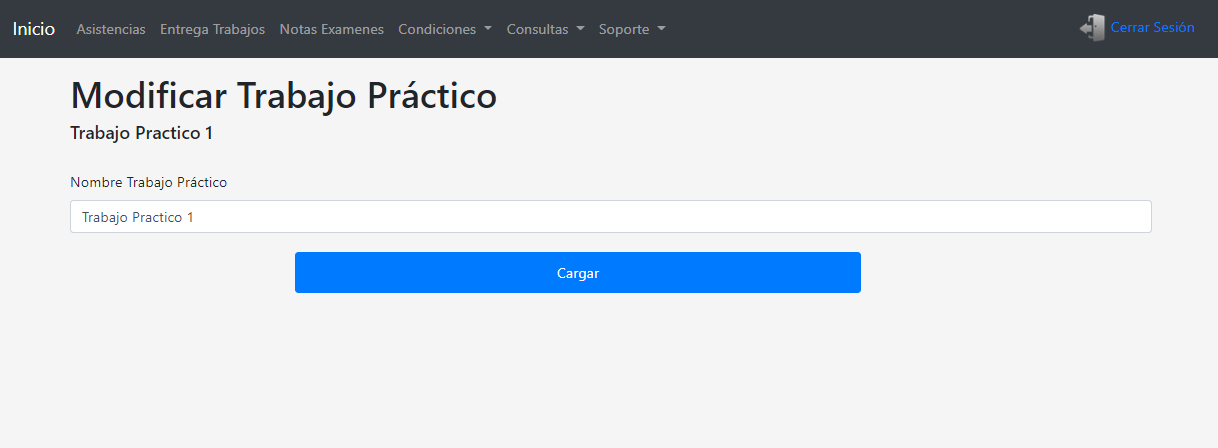 Inicio Asistencias Entrega Trabajos Notas Examenes Condiciones Consultas Soporte Cerrar Sesión
Modificar Trabajo Práctico
Trabajo Practico 1
Nombre Trabajo Práctico
Trabajo Practico 1
Cargar